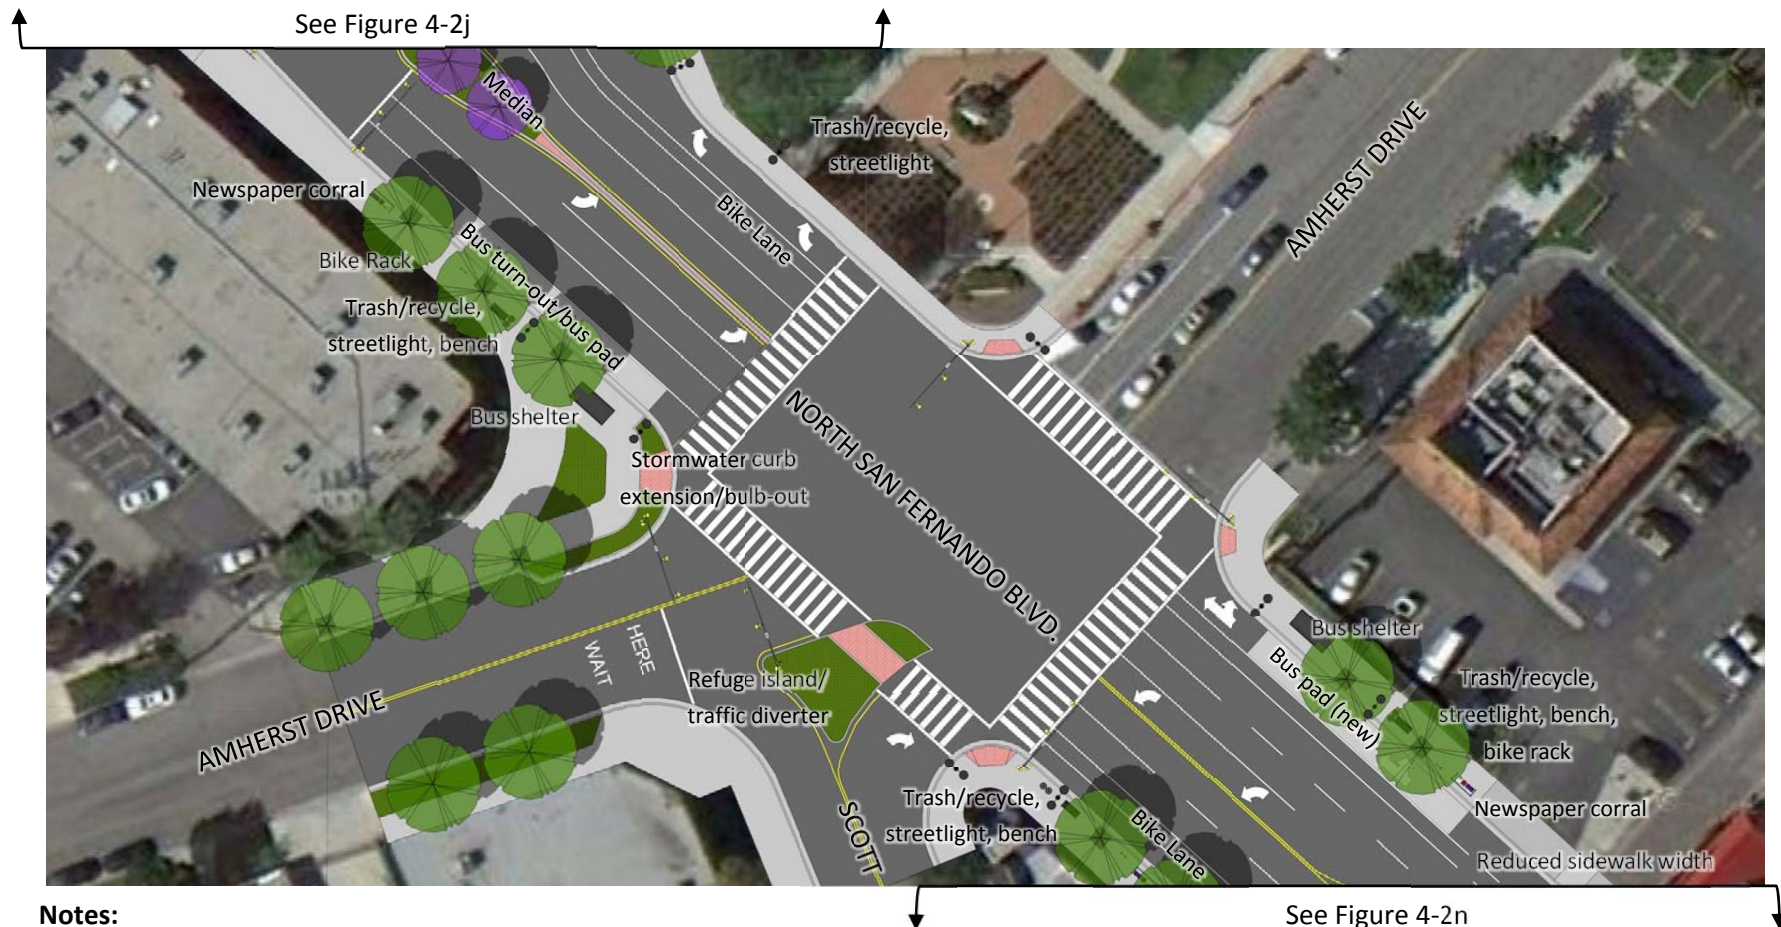 See Figure 4-2j
Median
Trash/recycle,
streetlight
AMHERST DRIVE
Newspaper corral
Bike Lane
Bus turn-out/bus pad
Bike Rack
Trash/recycle,
streetlight, bench
Bus shelter
NORTH SAN FERNANDO BLVD.
Stormwater curb
extension/bulb-out
HERE
WAIT
Bus shelter
Refuge island/
traffic diverter
Bus pad (new)
Trash/recycle,
streetlight, bench,
bike rack
AMHERST DRIVE
SCOTT
Trash/recycle,
streetlight, bench
Bike Lane
Newspaper corral
Reduced sidewalk width
Notes:
See Figure 4-2n